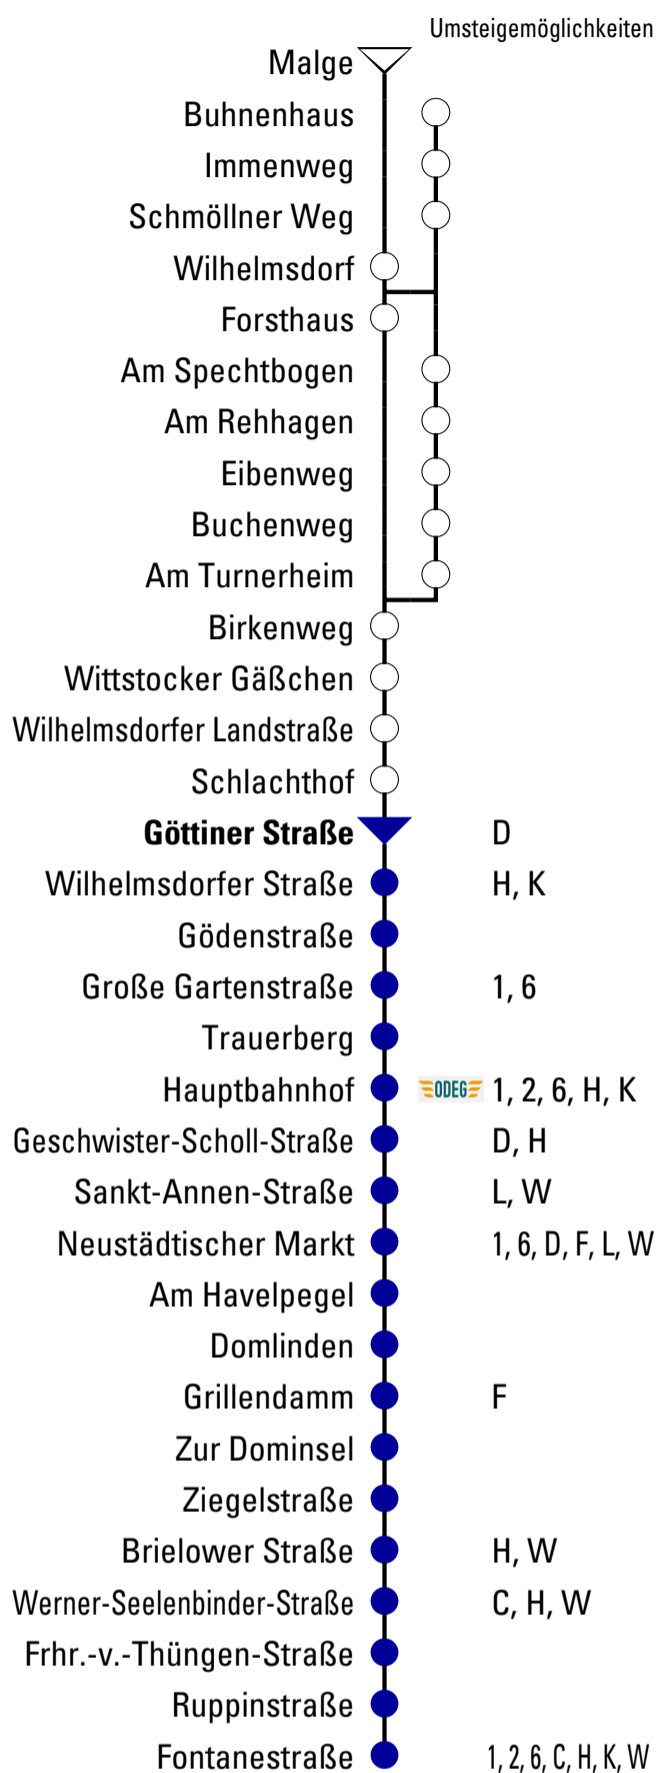 Umsteigemöglichkeiten
Malge
Buhnenhaus
Immenweg
Schmöllner Weg
Wilhelmsdorf
Forsthaus
Am Spechtbogen
Am Rehhagen
Eibenweg
Buchenweg
Am Turnerheim
Birkenweg
Wittstocker Gäßchen
Wilhelmsdorfer Landstraße
Schlachthof
Göttiner Straße D
Wilhelmsdorfer Straße H, K
Gödenstraße
Große Gartenstraße 1, 6
Trauerberg
Hauptbahnhof ODEG 1, 2, 6, H, K
Geschwister-Scholl-Straße D, H
Sankt-Annen-Straße L, W
Neustädtischer Markt 1, 6, D, F, L, W
Am Havelpegel
Domlinden
Grillendamm F
Zur Dominsel
Ziegelstraße
Brielower Straße H, W
Werner-Seelenbinder-Straße C, H, W
Frhr.-v.-Thüngen-Straße
Ruppinstraße
Fontanestraße 1, 2, 6, C, H, K, W